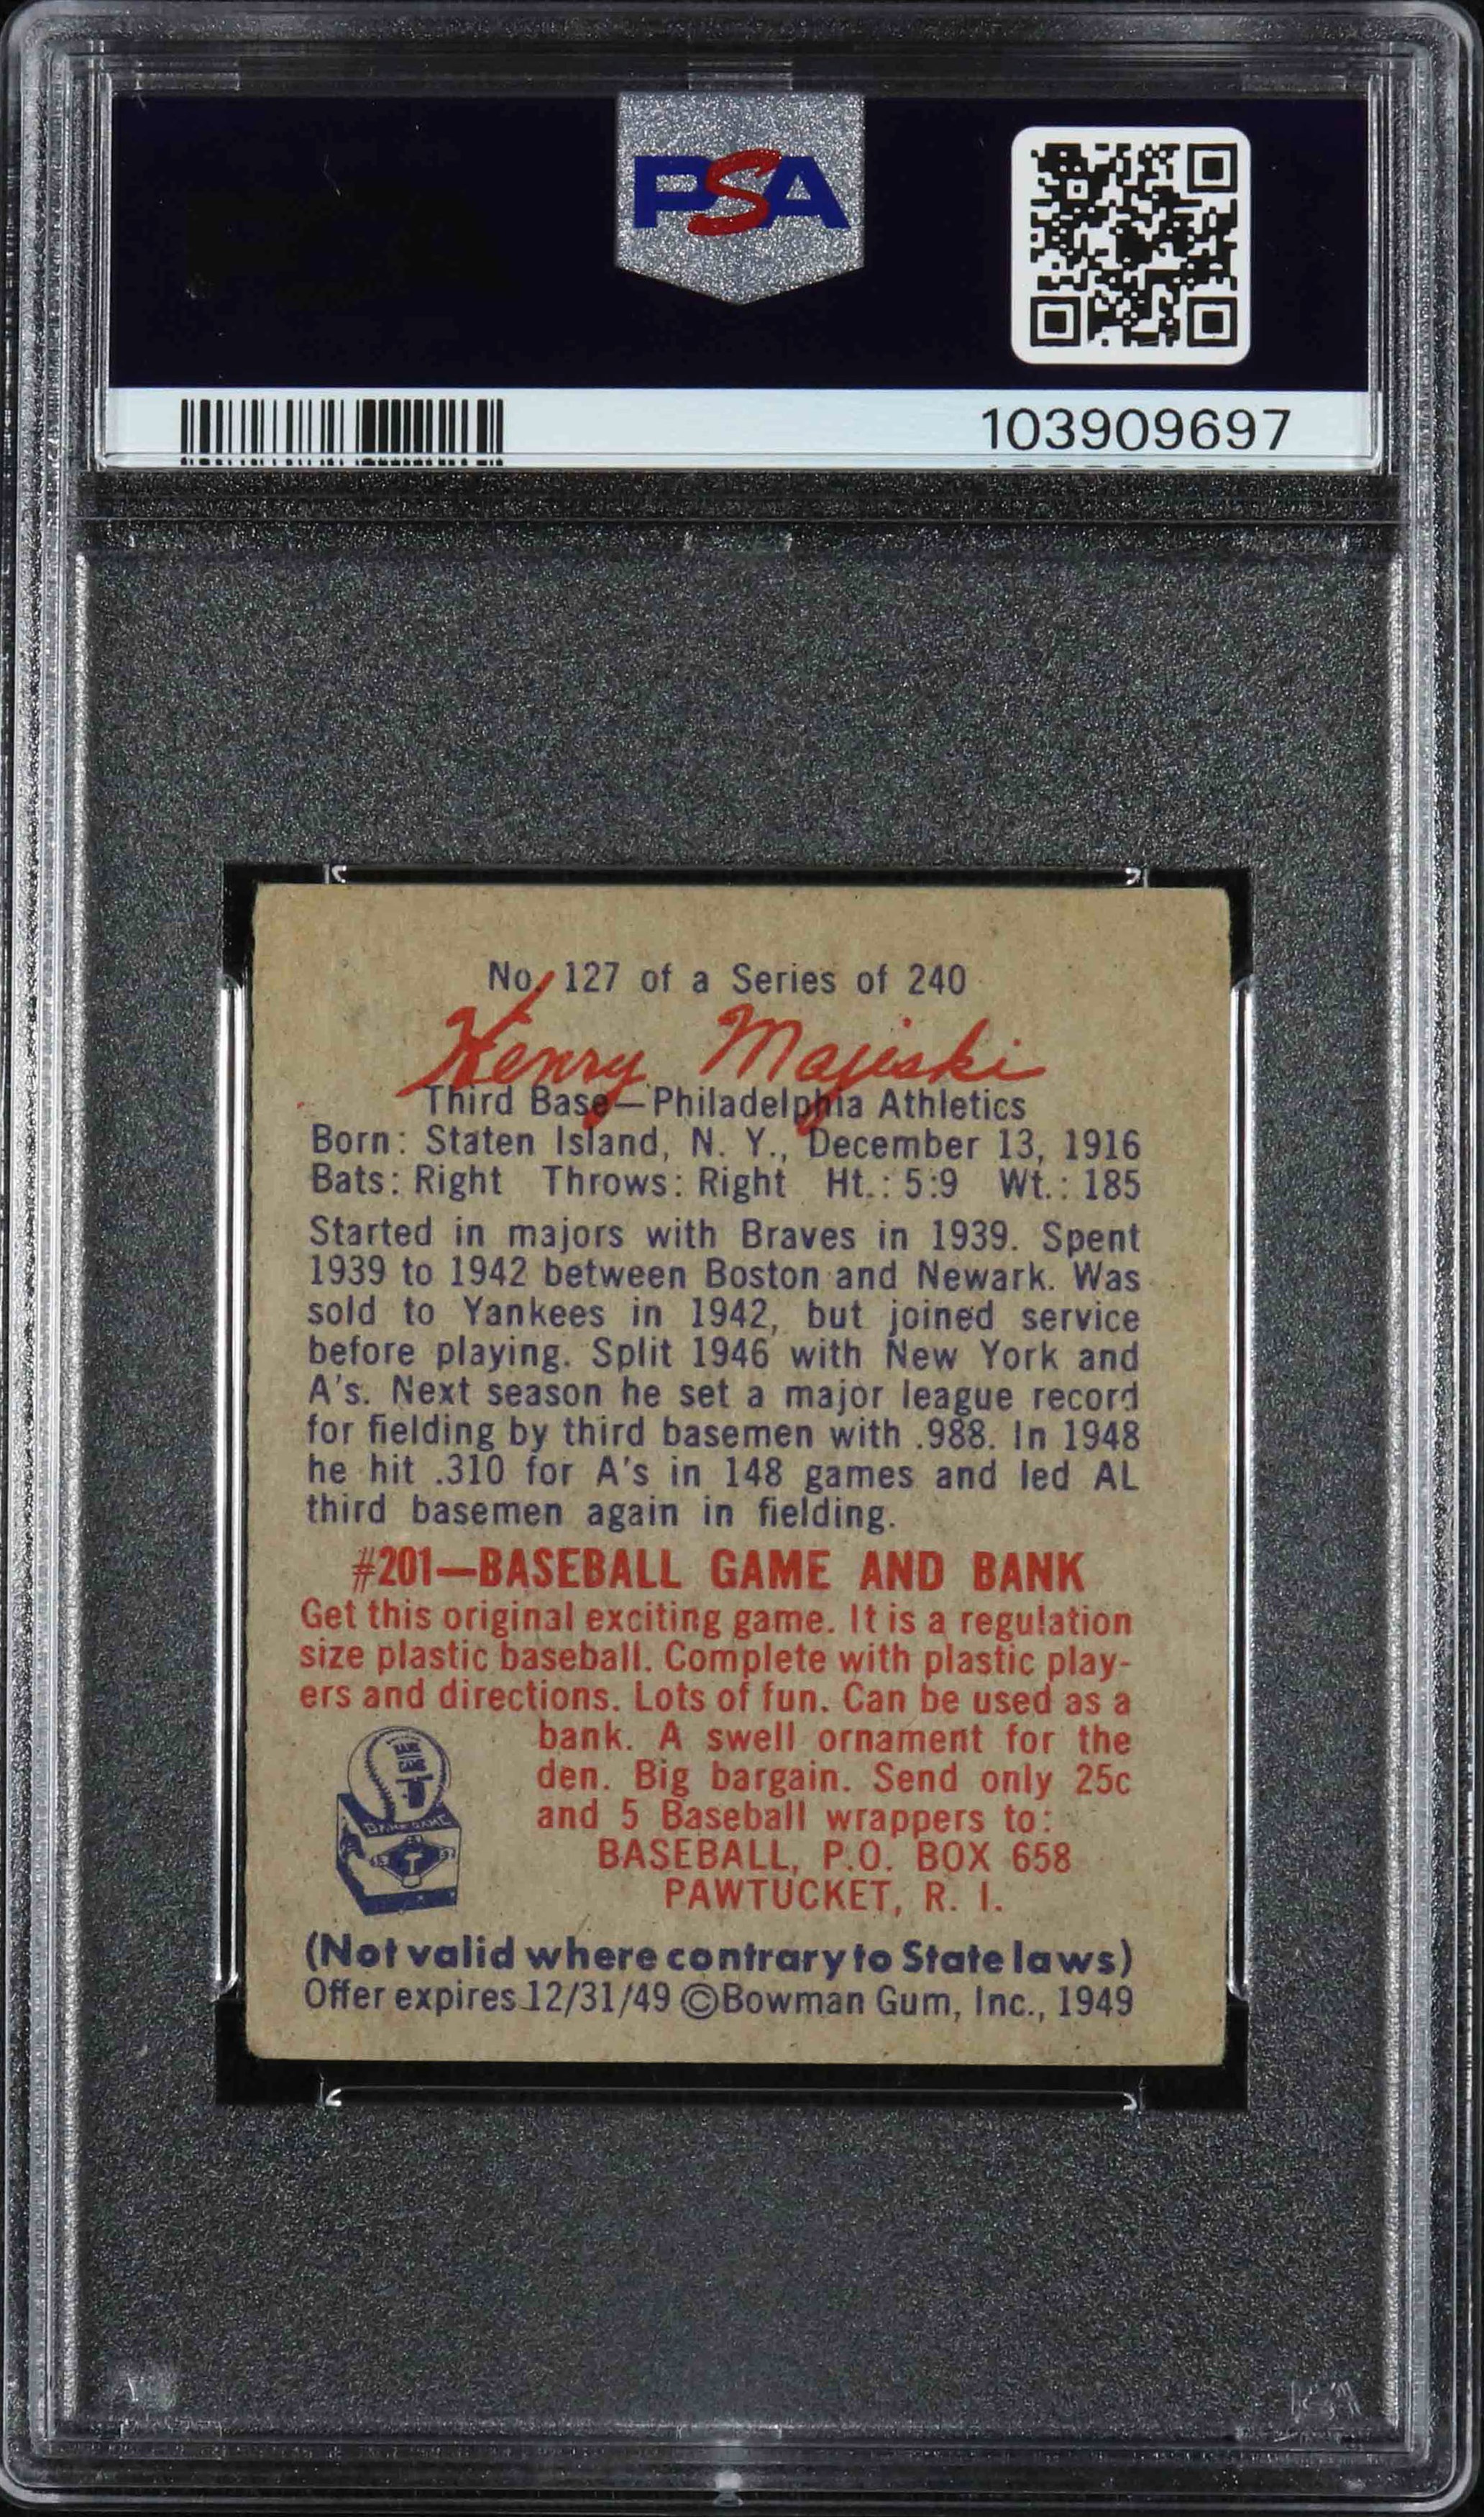 PSA
103909697
No. 127 of a Series of 240
Henry Majeski
Third Base—Philadelphia Athletics
Born: Staten Island, N. Y., December 13, 1916
Bats: Right Throws: Right Ht.: 5:9 Wt.: 185
Started in majors with Braves in 1939. Spent
1939 to 1942 between Boston and Newark. Was
sold to Yankees in 1942, but joined service
before playing. Split 1946 with New York and
A's. Next season he set a major league record
for fielding by third basemen with .988. In 1948
he hit .310 for A's in 148 games and led AL
third basemen again in fielding.
#201—BASEBALL GAME AND BANK
Get this original exciting game. It is a regulation
size plastic baseball. Complete with plastic play-
ers and directions. Lots of fun. Can be used as a
bank. A swell ornament for the
den. Big bargain. Send only 25c
and 5 Baseball wrappers to:
BASEBALL, P.O. BOX 658
PAWTUCKET, R. I.
BANK
GAME
(Not valid where contrary to State laws)
Offer expires 12/31/49 ©Bowman Gum, Inc., 1949
PSA